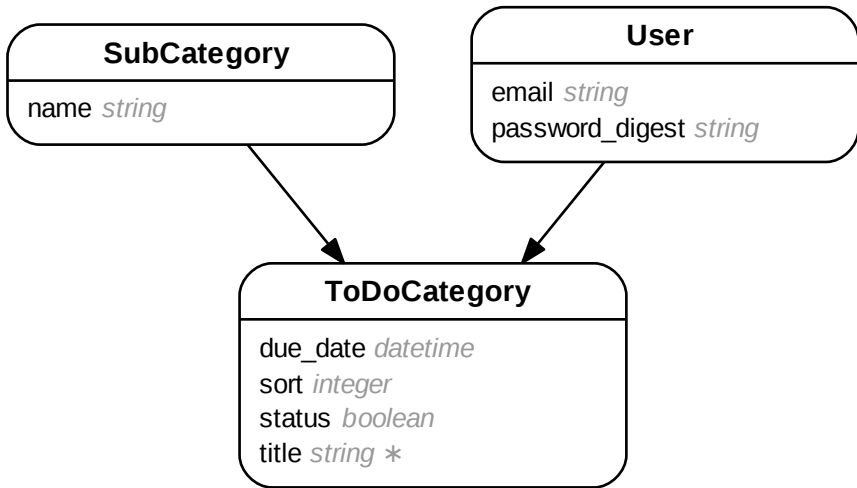 SubCategory
name string
User
email string
password_digest string
ToDoCategory
due_date datetime
sort integer
status boolean
title string ∗